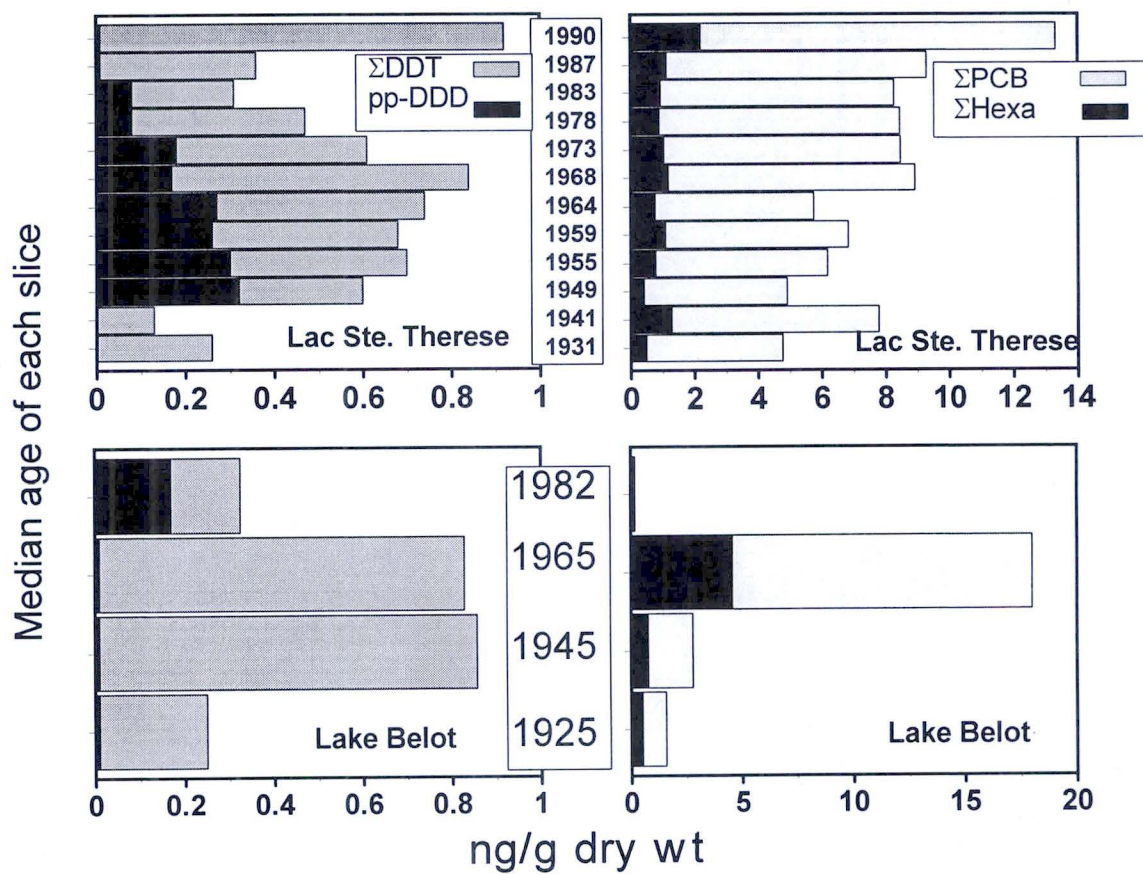 Median age of each slice
ΣDDT
pp-DDD
Lac Ste. Therese
0 0.2 0.4 0.6 0.8 1
1990
1987
1983
1978
1973
1968
1964
1959
1955
1949
1941
1931
ΣPCB
ΣHexa
Lac Ste. Therese
0 2 4 6 8 10 12 14
Lake Belot
0 0.2 0.4 0.6 0.8 1
1982
1965
1945
1925
Lake Belot
0 5 10 15 20
ng/g dry wt